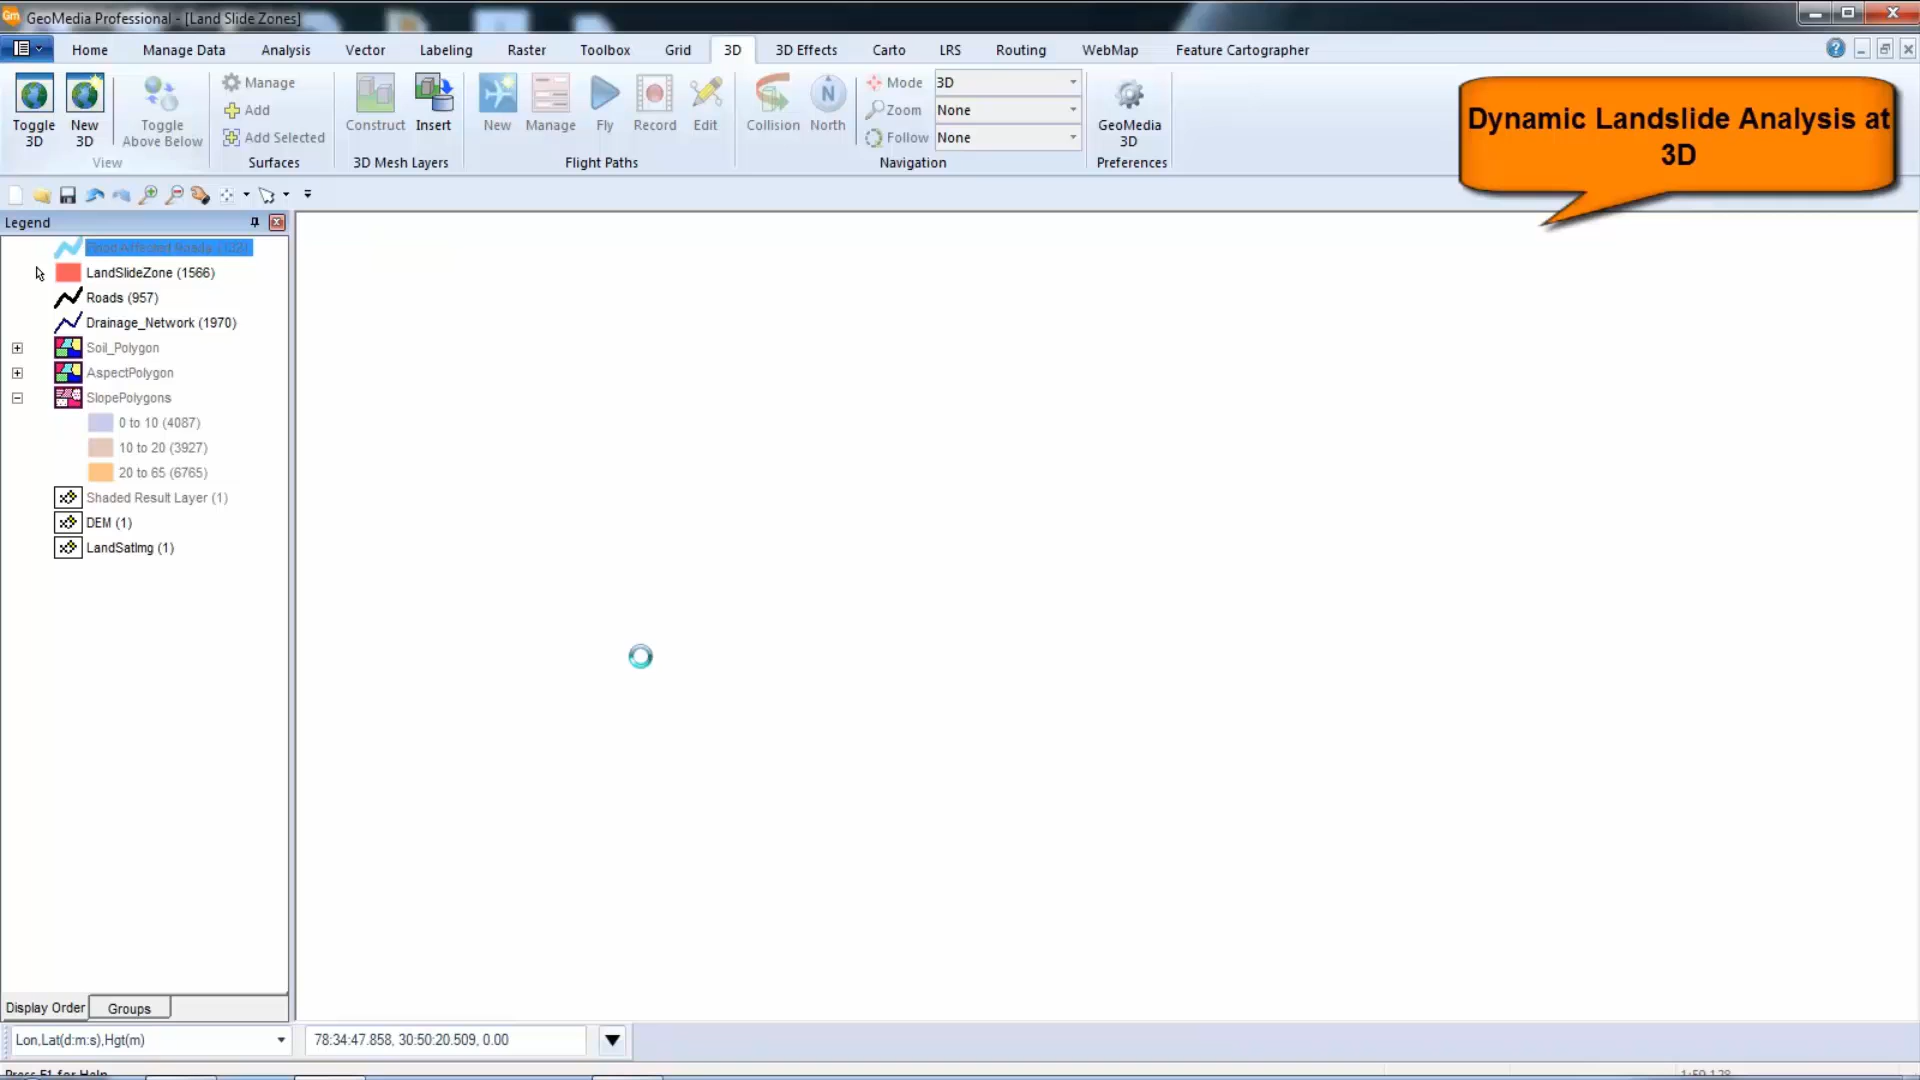 GeoMedia Professional - [Land Slide Zones]
Home Manage Data Analysis Vector Labeling Raster Toolbox Grid 3D 3D Effects Carto LRS Routing WebMap Feature Cartographer
Toggle 3D
New 3D
Toggle Above Below
View
Manage
Add
Add Selected
Surfaces
Construct
Insert
3D Mesh Layers
New
Manage
Fly
Record
Edit
Flight Paths
Collision
North
Mode 3D
Zoom None
Follow None
Navigation
GeoMedia 3D
Preferences
Dynamic Landslide Analysis at
3D
Legend
LandSlideZone (1566)
Roads (957)
Drainage_Network (1970)
Soil_Polygon
AspectPolygon
SlopePolygons
0 to 10 (4087)
10 to 20 (3927)
20 to 65 (6765)
Shaded Result Layer (1)
DEM (1)
LandSatImg (1)
Display Order Groups
Lon,Lat(d:m:s),Hgt(m) 78:34:47.858, 30:50:20.509, 0.00
Press F1 for Help